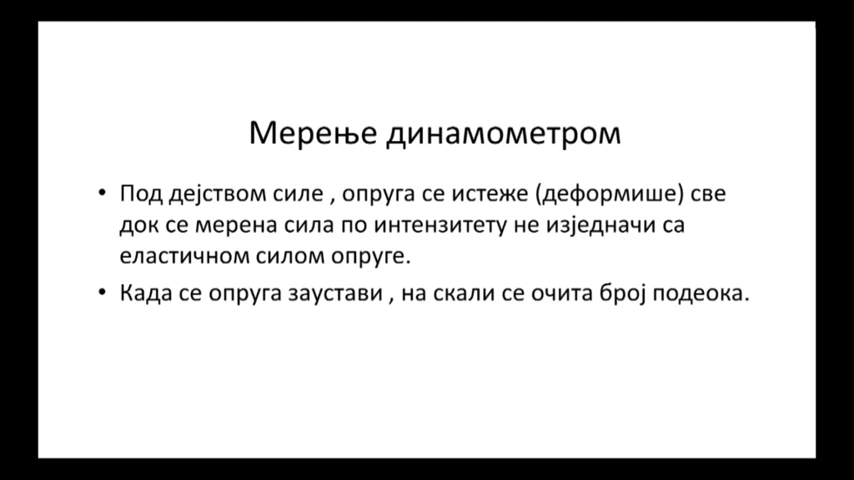 Мерење динамометром
• Под дејством силе , опруга се истеже (деформише) све
док се мерена сила по интензитету не изједначи са
еластичном силом опруге.
• Када се опруга заустави , на скали се очита број подеока.